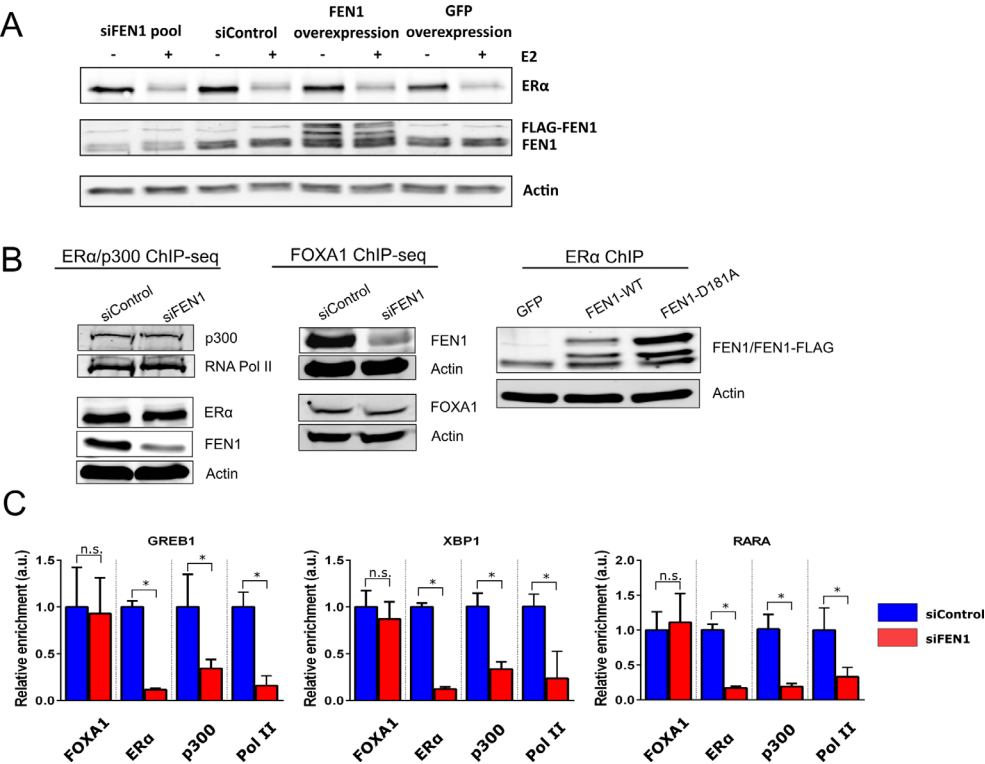 A
siFEN1 pool siControl FEN1 overexpression GFP overexpression
- + - + - + - + E2
ERα
FLAG-FEN1
FEN1
Actin
B
ERα/p300 ChIP-seq
siControl siFEN1
p300
RNA Pol II
ERα
FEN1
Actin
FOXA1 ChIP-seq
siControl siFEN1
FEN1
Actin
FOXA1
Actin
ERα ChIP
GFP FEN1-WT FEN1-D181A
FEN1/FEN1-FLAG
Actin
C
GREB1
Relative enrichment (a.u.)
1.5
1.0
0.5
0.0
n.s. * * *
FOXA1 ERα p300 Pol II
XBP1
Relative enrichment (a.u.)
1.5
1.0
0.5
0.0
n.s. * * *
FOXA1 ERα p300 Pol II
RARA
Relative enrichment (a.u.)
2.0
1.5
1.0
0.5
0.0
n.s. * * *
FOXA1 ERα p300 Pol II
siControl
siFEN1